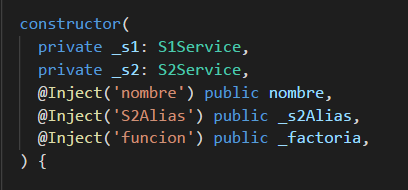 constructor(
private _s1: S1Service,
private _s2: S2Service,
@Inject('nombre') public nombre,
@Inject('S2Alias') public _s2Alias,
@Inject('funcion') public _factoria,
) {